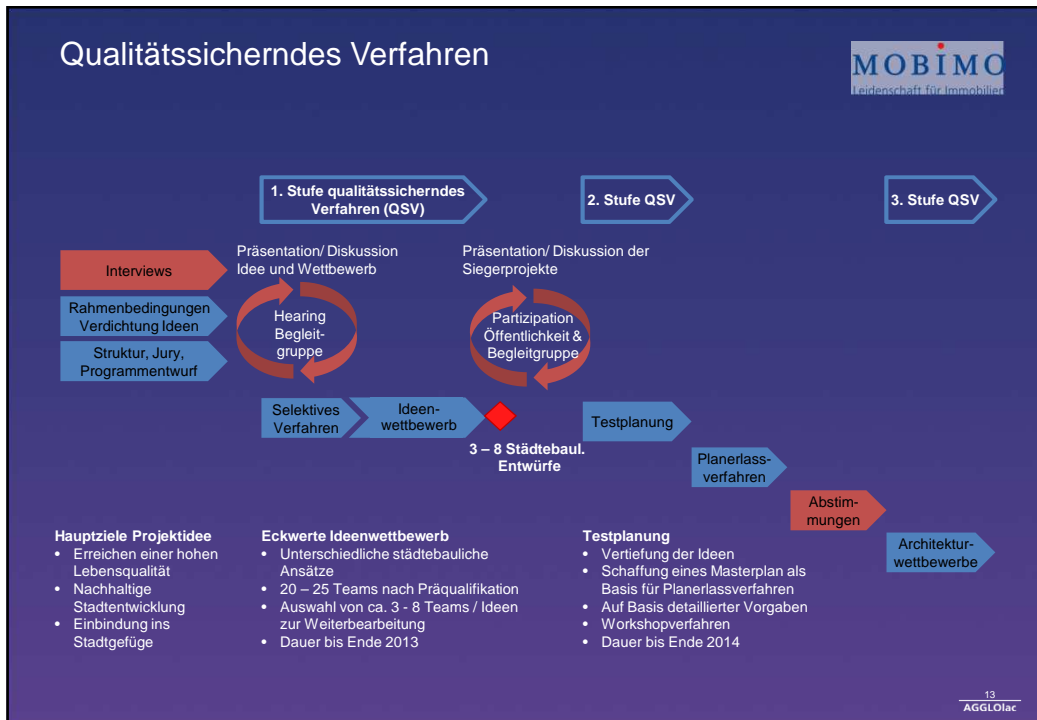 Qualitätssicherndes Verfahren
MOBIMO
Leidenschaft für Immobilien
1. Stufe qualitätssicherndes
Verfahren (QSV)
2. Stufe QSV
3. Stufe QSV
Präsentation/ Diskussion
Idee und Wettbewerb
Präsentation/ Diskussion der
Siegerprojekte
Interviews
Rahmenbedingungen
Verdichtung Ideen
Struktur, Jury,
Programmentwurf
Hearing
Begleit-
gruppe
Partizipation
Öffentlichkeit &
Begleitgruppe
Selektives
Verfahren
Ideen-
wettbewerb
3 – 8 Städtebaul.
Entwürfe
Testplanung
Planerlass-
verfahren
Abstim-
mungen
Architektur-
wettbewerbe
Hauptziele Projektidee
• Erreichen einer hohen
Lebensqualität
• Nachhaltige
Stadtentwicklung
• Einbindung ins
Stadtgefüge
Eckwerte Ideenwettbewerb
• Unterschiedliche städtebauliche
Ansätze
• 20 – 25 Teams nach Präqualifikation
• Auswahl von ca. 3 - 8 Teams / Ideen
zur Weiterbearbeitung
• Dauer bis Ende 2013
Testplanung
• Vertiefung der Ideen
• Schaffung eines Masterplan als
Basis für Planerlassverfahren
• Auf Basis detaillierter Vorgaben
• Workshopverfahren
• Dauer bis Ende 2014
13
AGGLOlac